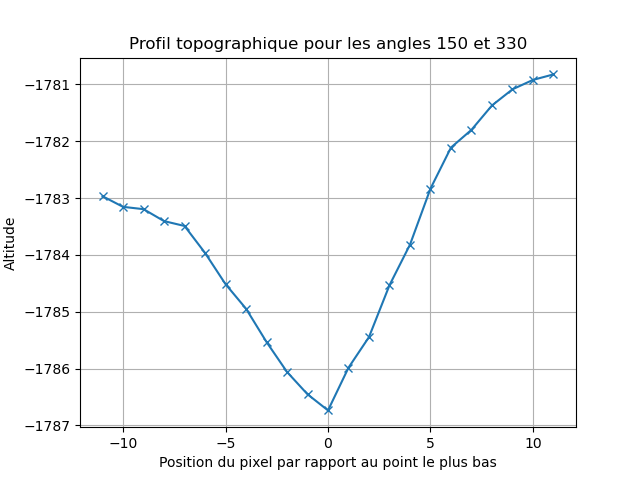 Profil topographique pour les angles 150 et 330
−1781
−1782
−1783
−1784
−1785
−1786
−1787
Altitude
−10 −5 0 5 10
Position du pixel par rapport au point le plus bas